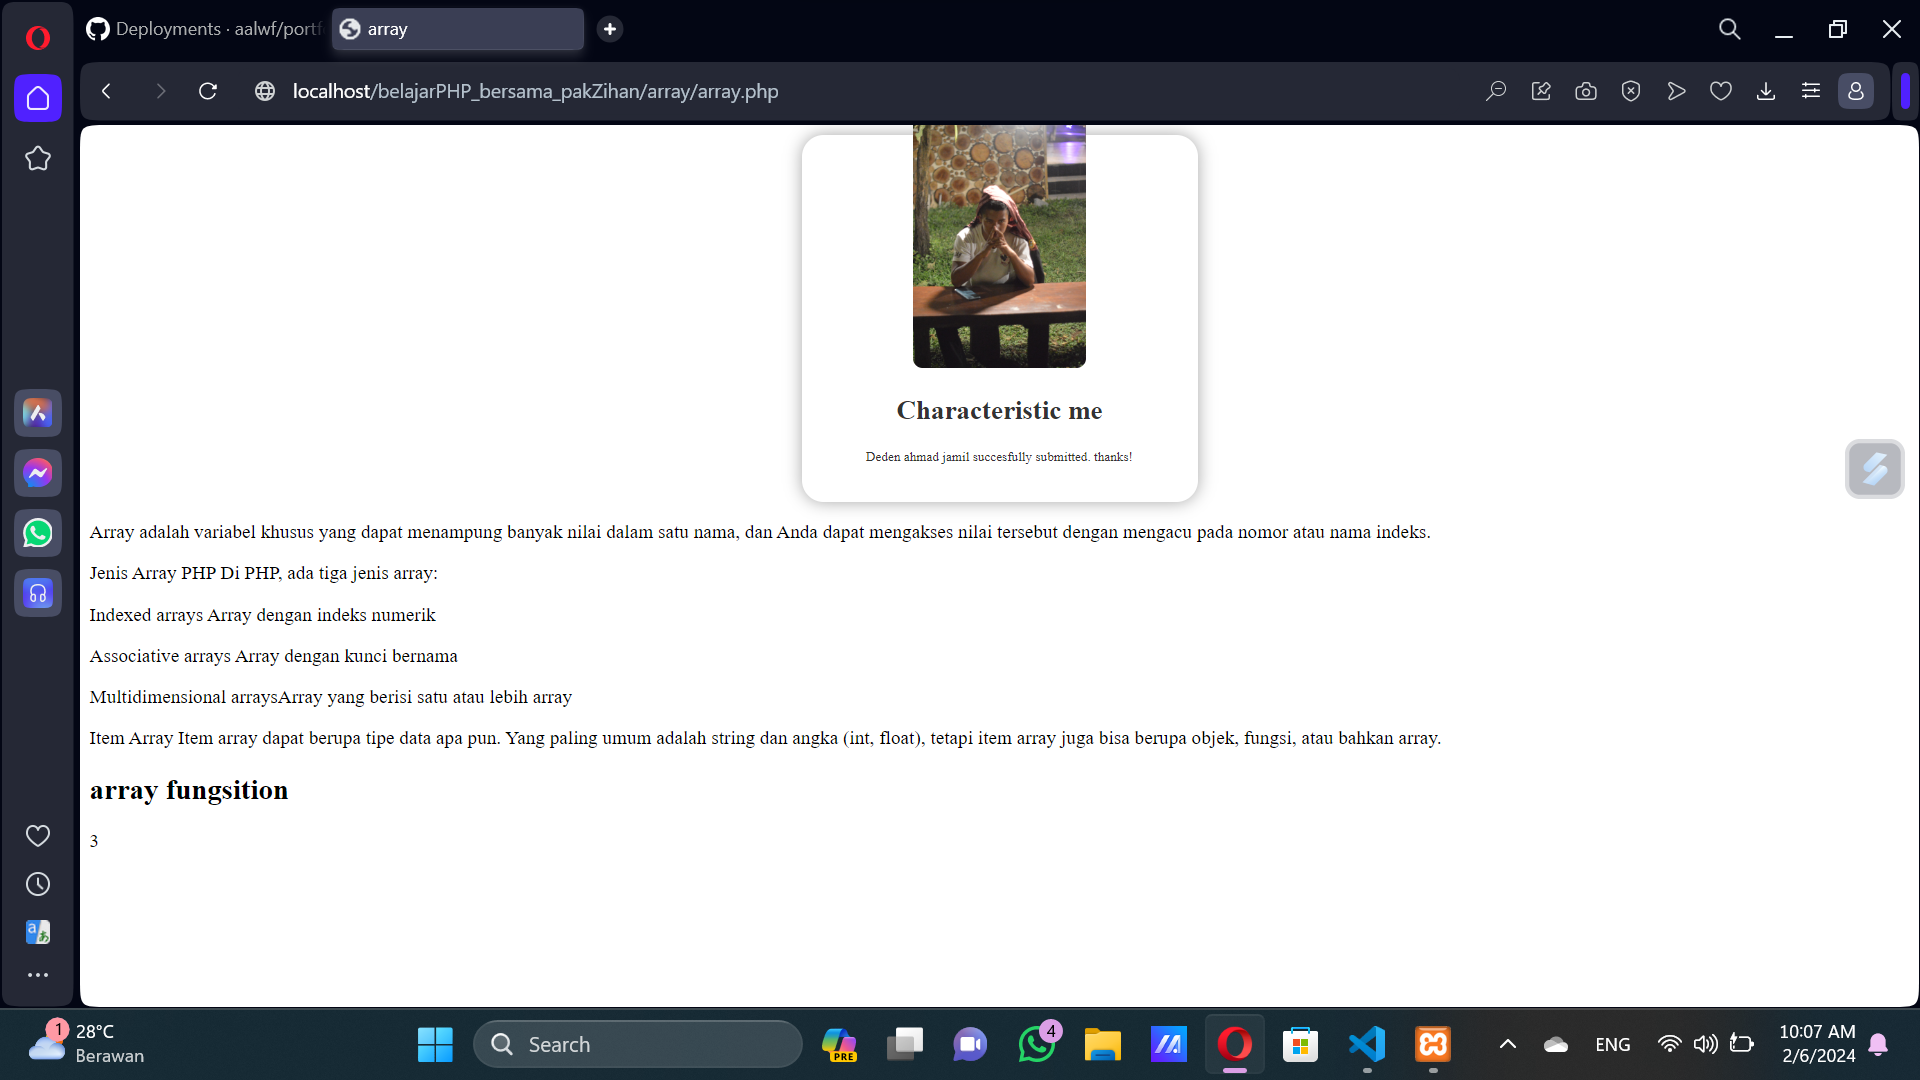 Deployments · aalwf/portf
array
localhost/belajarPHP_bersama_pakZihan/array/array.php
Characteristic me
Deden ahmad jamil succesfully submitted. thanks!
Array adalah variabel khusus yang dapat menampung banyak nilai dalam satu nama, dan Anda dapat mengakses nilai tersebut dengan mengacu pada nomor atau nama indeks.
Jenis Array PHP Di PHP, ada tiga jenis array:
Indexed arrays Array dengan indeks numerik
Associative arrays Array dengan kunci bernama
Multidimensional arraysArray yang berisi satu atau lebih array
Item Array Item array dapat berupa tipe data apa pun. Yang paling umum adalah string dan angka (int, float), tetapi item array juga bisa berupa objek, fungsi, atau bahkan array.
array fungsition
3
1
28°C
Berawan
Search
PRE
4
ENG
10:07 AM
2/6/2024